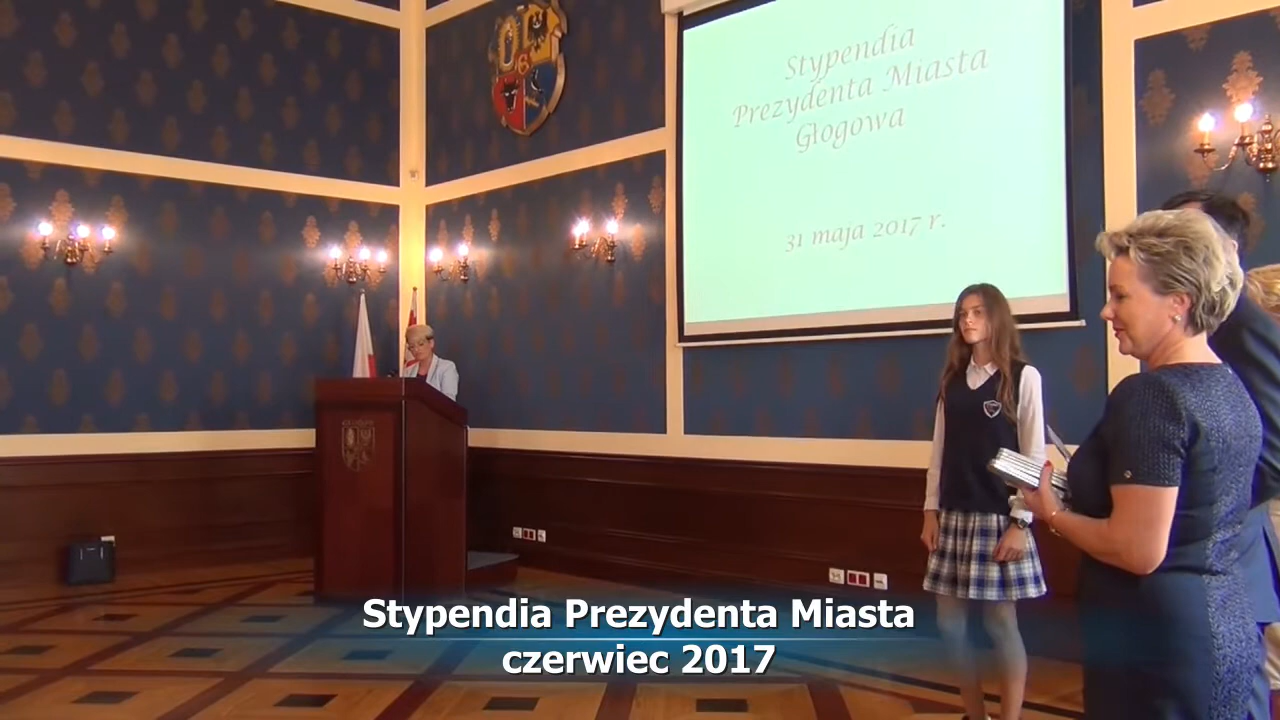 Stypendia
Prezydenta Miasta
Głogowa
31 maja 2017 r.
Stypendia Prezydenta Miasta
czerwiec 2017